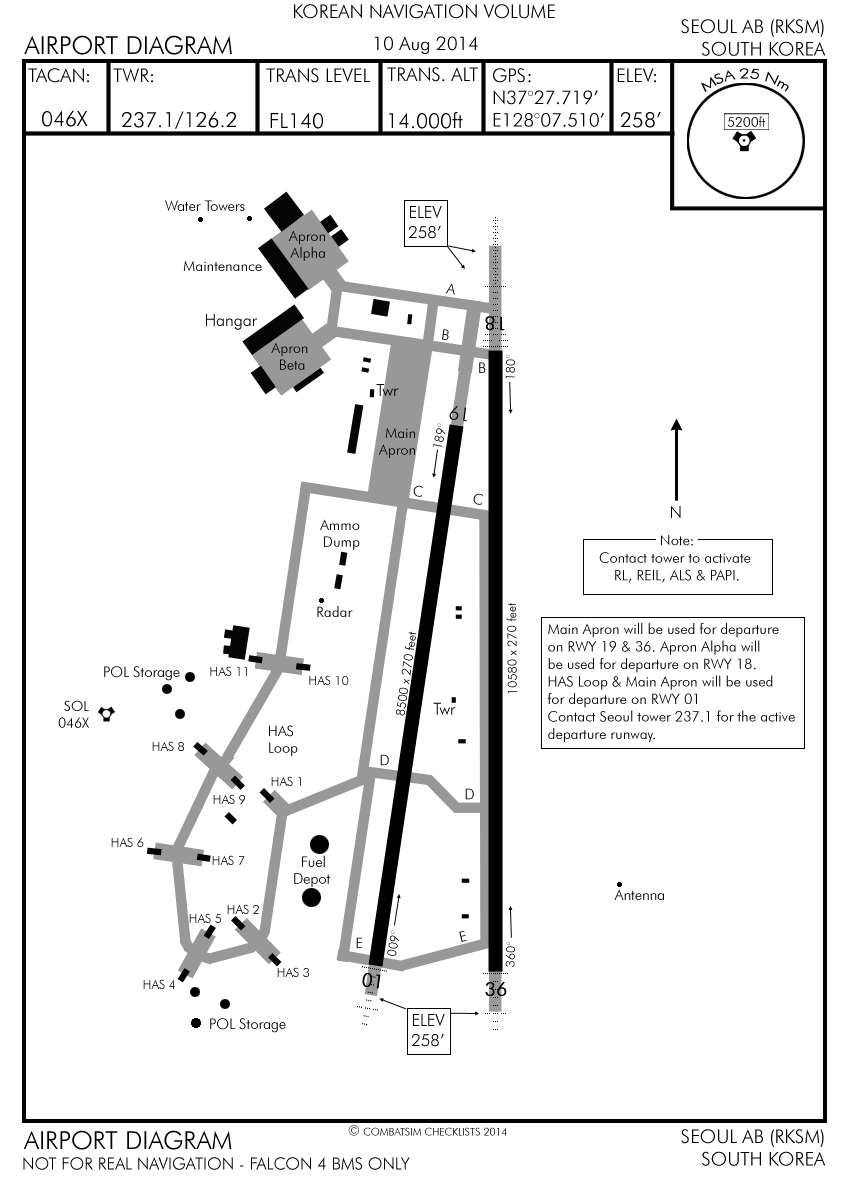 KOREAN NAVIGATION VOLUME
AIRPORT DIAGRAM
10 Aug 2014
SEOUL AB (RKSM)
SOUTH KOREA
TACAN:
046X
TWR:
237.1/126.2
TRANS LEVEL
FL140
TRANS. ALT
14.000ft
GPS:
N37°27.719'
E128°07.510'
ELEV:
258'
MSA 25 Nm
5200ft
Water Towers
ELEV
258'
Apron
Alpha
Maintenance
A
Hangar
18
B
Apron
Beta
B
180°
Twr
19
Main
Apron
189°
C
C
N
Ammo
Dump
Note:
Contact tower to activate
RL, REIL, ALS & PAPI.
Radar
10580 x 270 feet
8500 x 270 feet
Main Apron will be used for departure
on RWY 19 & 36. Apron Alpha will
be used for departure on RWY 18.
HAS Loop & Main Apron will be used
for departure on RWY 01
Contact Seoul tower 237.1 for the active
departure runway.
HAS 11
HAS 10
POL Storage
SOL
046X
Twr
HAS 8
HAS
Loop
D
HAS 9
HAS 1
D
HAS 6
HAS 7
Fuel
Depot
Antenna
HAS 5
HAS 2
E
E
009°
360°
HAS 4
HAS 3
01
36
POL Storage
ELEV
258'
© COMBATSIM CHECKLISTS 2014
AIRPORT DIAGRAM
NOT FOR REAL NAVIGATION - FALCON 4 BMS ONLY
SEOUL AB (RKSM)
SOUTH KOREA